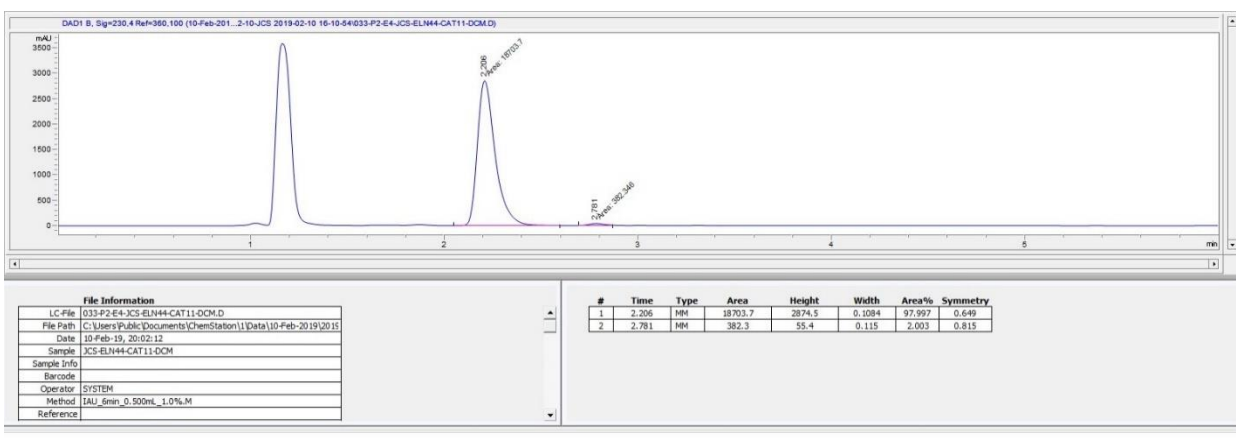 DAD1 B, Sig=230,4 Ref=360,100 (10-Feb-201...2-10-JCS 2019-02-10 16-10-54\033-P2-E4-JCS-ELN44-CAT11-DCM.D)
mAU
3500
3000
2500
2000
1500
1000
500
0
2.206
Area: 18703.7
2.781
Area: 382.346
1
2
3
4
5
min
File Information
LC-File 033-P2-E4-JCS-ELN44-CAT11-DCM.D
File Path C:\Users\Public\Documents\ChemStation\1\Data\10-Feb-2019\2019
Date 10-Feb-19, 20:02:12
Sample JCS-ELN44-CAT11-DCM
Sample Info
Barcode
Operator SYSTEM
Method IAU_6min_0.500mL_1.0%.M
Reference
# Time Type Area Height Width Area% Symmetry
1 2.206 MM 18703.7 2874.5 0.1084 97.997 0.649
2 2.781 MM 382.3 55.4 0.115 2.003 0.815